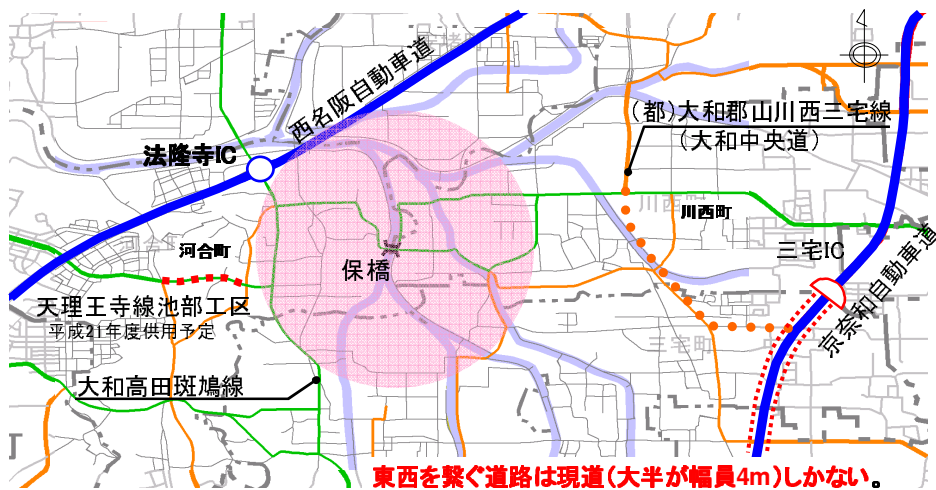 西名阪自動車道
(都)大和郡山川西三宅線
(大和中央道)
法隆寺IC
川西町
川西町
河合町
三宅IC
保橋
京奈和自動車道
天理王寺線池部工区
平成21年度供用予定
三宅町
大和高田斑鳩線
東西を繋ぐ道路は現道(大半が幅員4m)しかない。